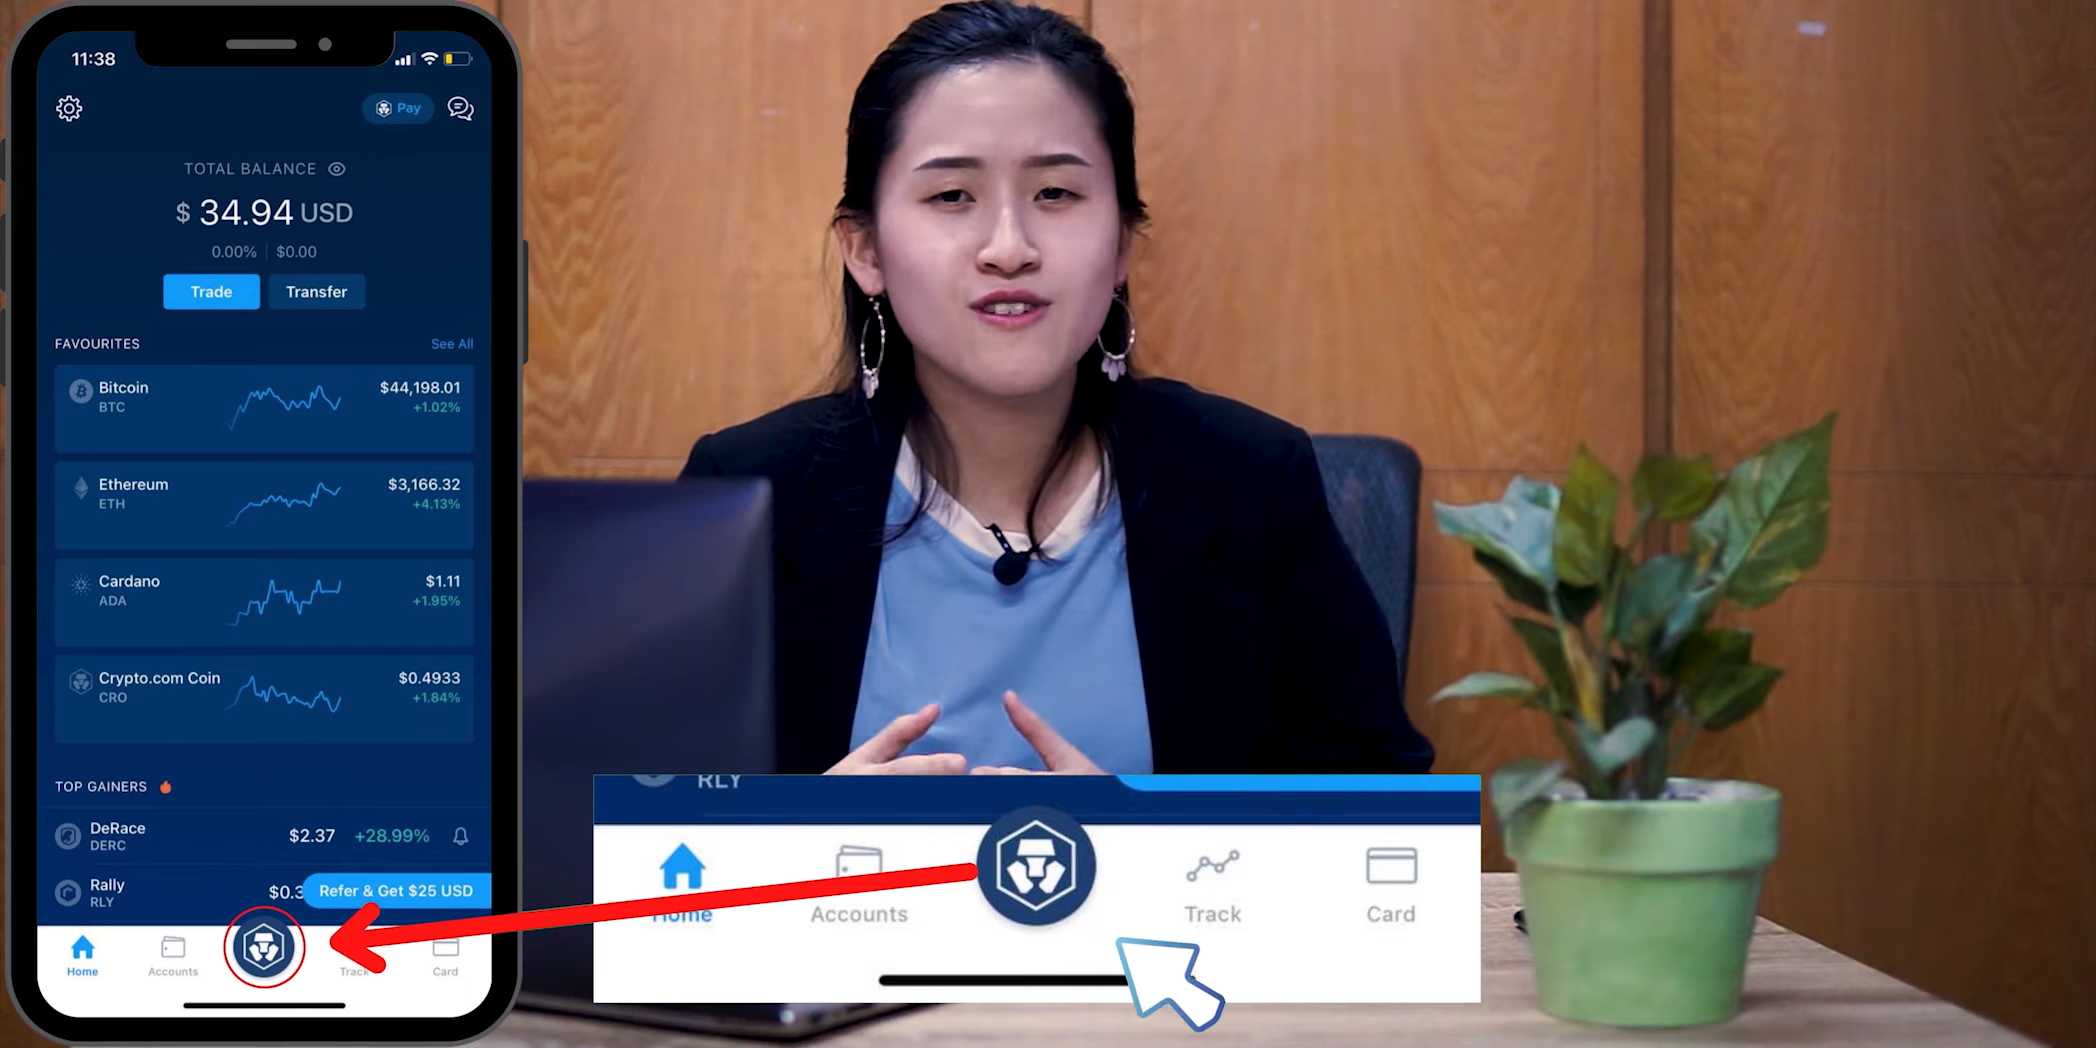 11:38
Pay
TOTAL BALANCE
$ 34.94 USD
0.00% $0.00
Trade Transfer
FAVOURITES See All
Bitcoin $44,198.01
BTC +1.02%
Ethereum $3,166.32
ETH +4.13%
Cardano $1.11
ADA +1.95%
Crypto.com Coin $0.4933
CRO +1.84%
TOP GAINERS
DeRace $2.37 +28.99%
DERC
Rally $0.3 Refer & Get $25 USD
RLY
Home Accounts Track Card
RLY
Home Accounts Track Card